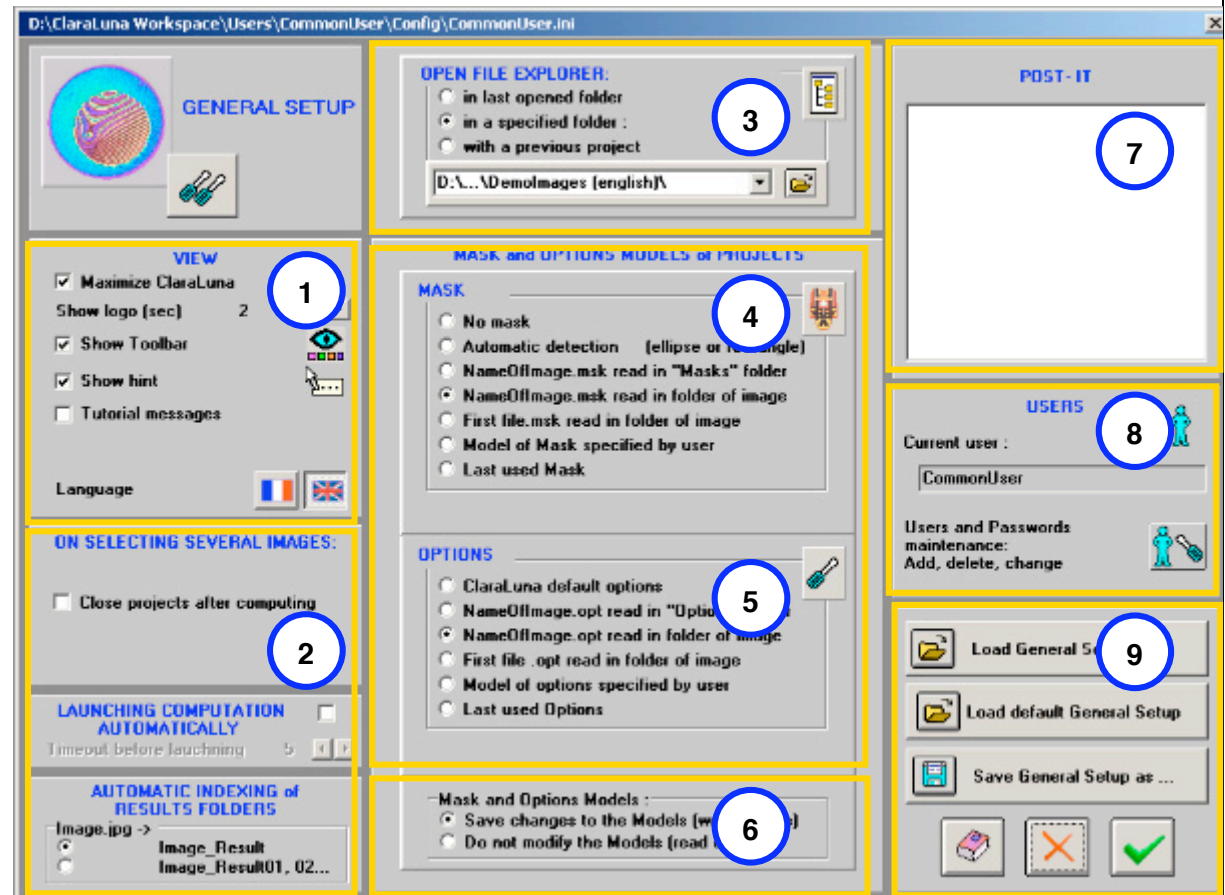 D:\ClaraLuna Workspace\Users\CommonUser\Config\CommonUser.ini
GENERAL SETUP
OPEN FILE EXPLORER:
in last opened folder
in a specified folder :
with a previous project
D:\...\DemoImages (english)\
3
POST-IT
7
VIEW
Maximize ClaraLuna
Show logo (sec) 2
Show Toolbar
Show hint
Tutorial messages
Language
1
ON SELECTING SEVERAL IMAGES:
Close projects after computing
2
LAUNCHING COMPUTATION
AUTOMATICALLY
Timeout before lauchning 5
AUTOMATIC INDEXING of
RESULTS FOLDERS
Image.jpg ->
Image_Result
Image_Result01, 02...
MASK and OPTIONS MODELS of PROJECTS
MASK
4
No mask
Automatic detection (ellipse or
NameOfImage.msk read in "Masks" folder
NameOfImage.msk read in folder of image
First file.msk read in folder of image
Model of Mask specified by user
Last used Mask
OPTIONS
5
ClaraLuna default options
NameOfImage.opt read in
NameOfImage.opt read in folder of image
First file .opt read in folder of image
Model of options specified by user
Last used Options
Mask and Options Models :
Save changes to the Models
Do not modify the Models (read
6
USERS
8
Current user :
CommonUser
Users and Passwords
maintenance:
Add, delete, change
Load General
9
Load default General Setup
Save General Setup as ...